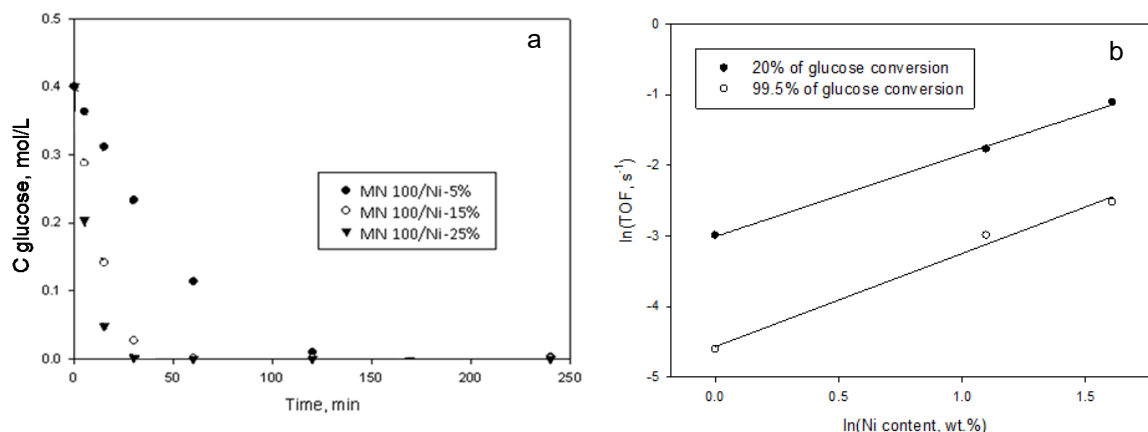 a
0.5
0.4
0.3
0.2
0.1
0.0
C glucose, mol/L
MN 100/Ni-5%
MN 100/Ni-15%
MN 100/Ni-25%
0 50 100 150 200 250
Time, min
b
-0
-1
-2
-3
-4
-5
ln(TOF, s⁻¹)
20% of glucose conversion
99.5% of glucose conversion
0.0 0.5 1.0 1.5
ln(Ni content, wt.%)